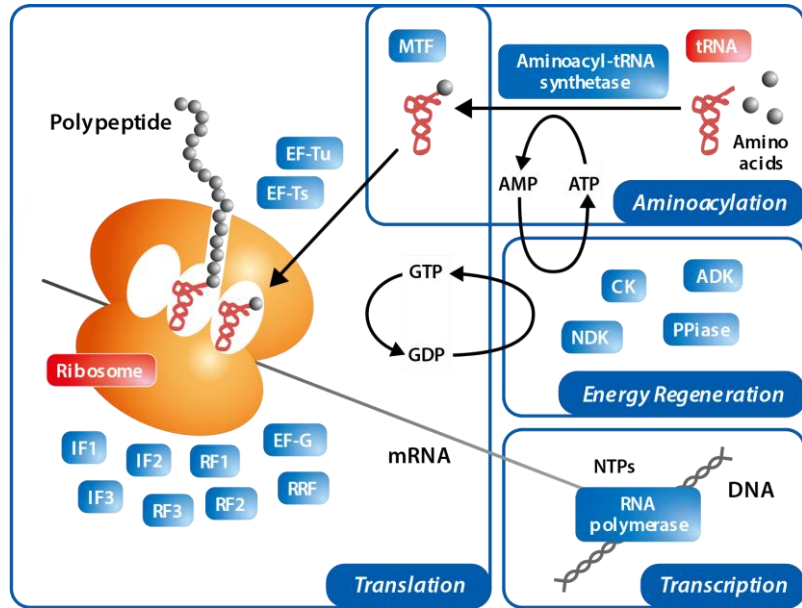 MTF
Aminoacyl-tRNA
synthetase
tRNA
Amino
acids
Polypeptide
EF-Tu
EF-Ts
AMP
ATP
Aminoacylation
GTP
GDP
CK
ADK
NDK
PPiase
Energy Regeneration
Ribosome
IF1
IF2
RF1
EF-G
IF3
RF3
RF2
RRF
mRNA
Translation
NTPs
DNA
RNA
polymerase
Transcription